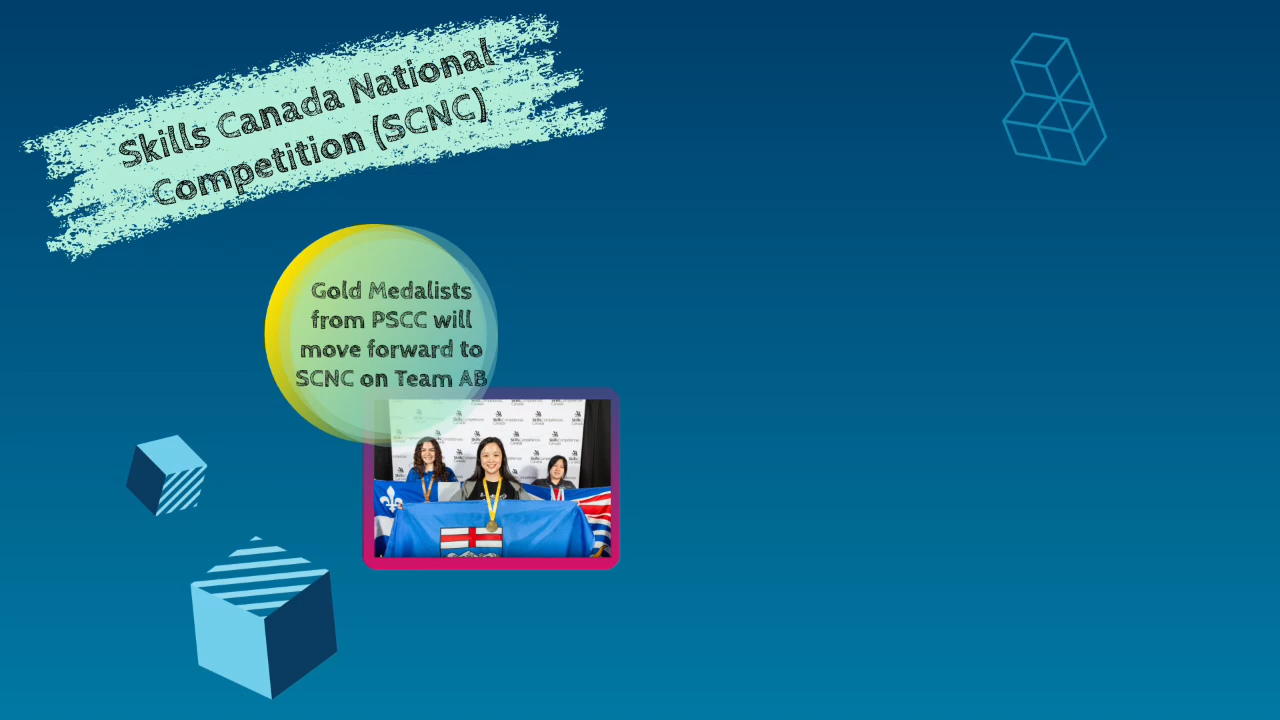 Skills Canada National
Competition (SCNC)
Gold Medalists
from PSCC will
move forward to
SCNC on Team AB